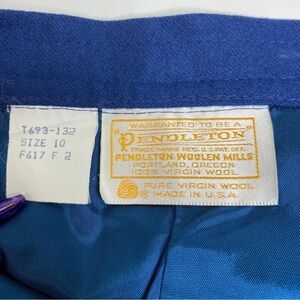 T693-132
SIZE 10
F617 F 2
WARRANTED TO BE A
"PENDLETON"
A TRADE MARK REG. U.S. PAT. OFF.
PENDLETON WOOLEN MILLS
PORTLAND, OREGON
100% VIRGIN WOOL
PURE VIRGIN WOOL
MADE IN U.S.A.